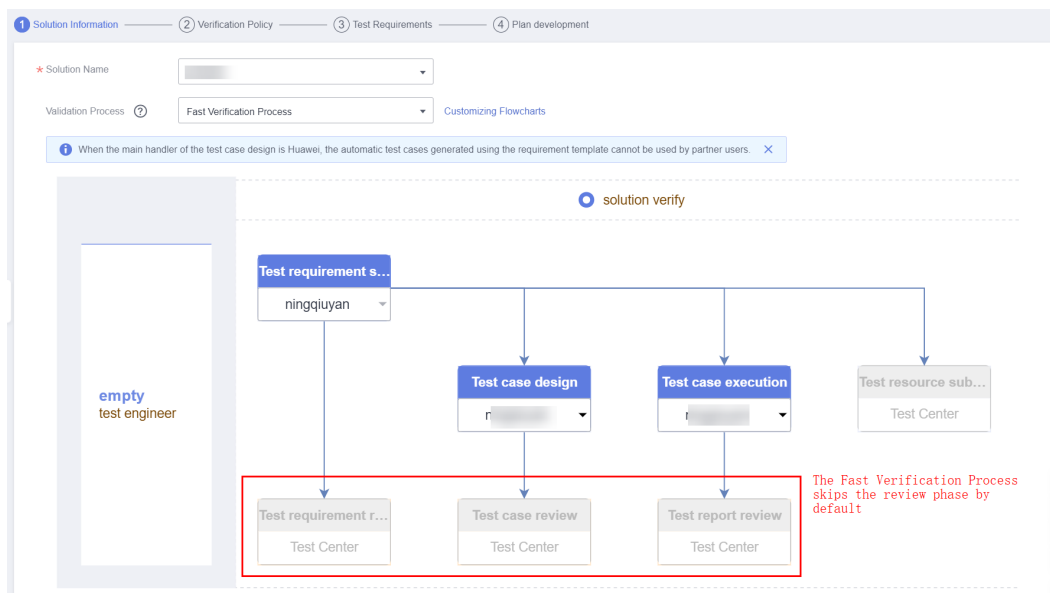 1 Solution Information
2 Verification Policy
3 Test Requirements
4 Plan development
* Solution Name
Validation Process ?
Fast Verification Process
Customizing Flowcharts
When the main handler of the test case design is Huawei, the automatic test cases generated using the requirement template cannot be used by partner users.
solution verify
Test requirement s...
ningqiuyan
empty
test engineer
Test case design
Test case execution
Test resource sub...
Test Center
The Fast Verification Process
skips the review phase by
default
Test requirement r...
Test case review
Test report review
Test Center
Test Center
Test Center